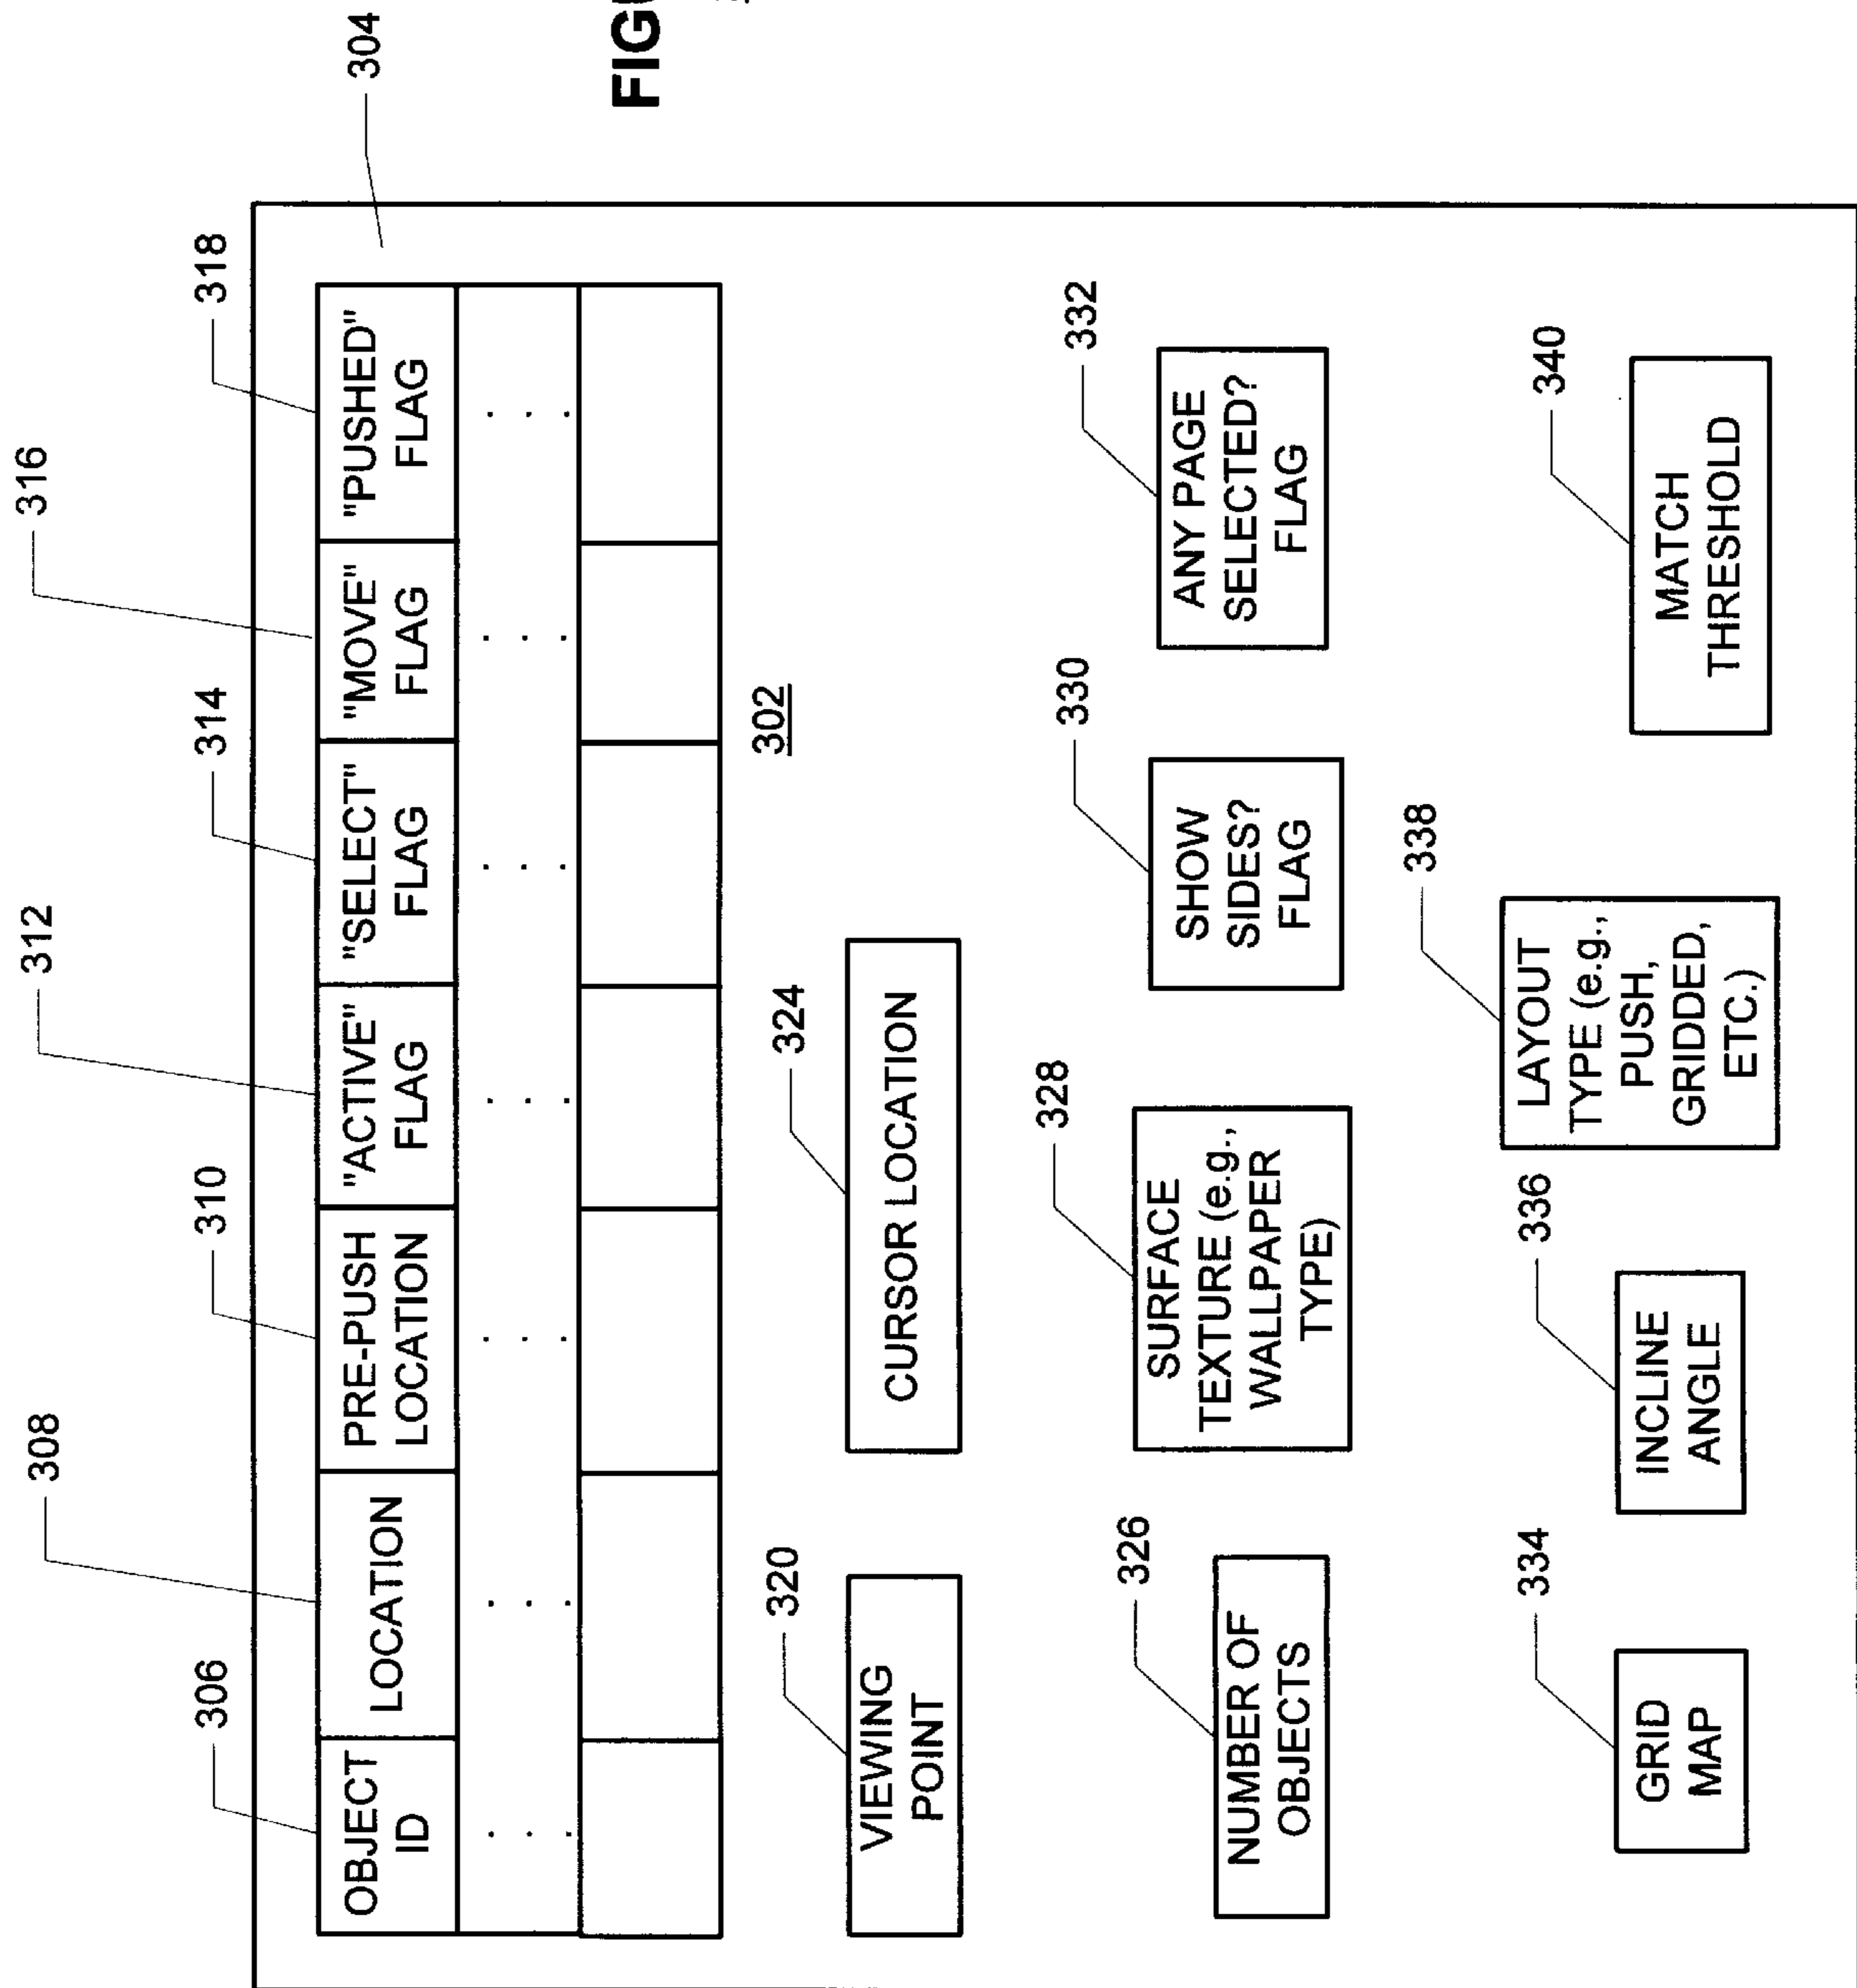 FIGU
304
316
312
308
318
314
310
306
OBJECT
ID
LOCATION
PRE-PUSH
LOCATION
"ACTIVE"
FLAG
"SELECT"
FLAG
"MOVE"
FLAG
"PUSHED"
FLAG
. . .
. . .
. . .
. . .
. . .
. . .
. . .
302
320
VIEWING
POINT
324
CURSOR LOCATION
326
NUMBER OF
OBJECTS
328
SURFACE
TEXTURE (e.g.,
WALLPAPER
TYPE)
330
SHOW
SIDES?
FLAG
332
ANY PAGE
SELECTED?
FLAG
334
GRID
MAP
336
INCLINE
ANGLE
338
LAYOUT
TYPE (e.g.,
PUSH,
GRIDDED,
ETC.)
340
MATCH
THRESHOLD